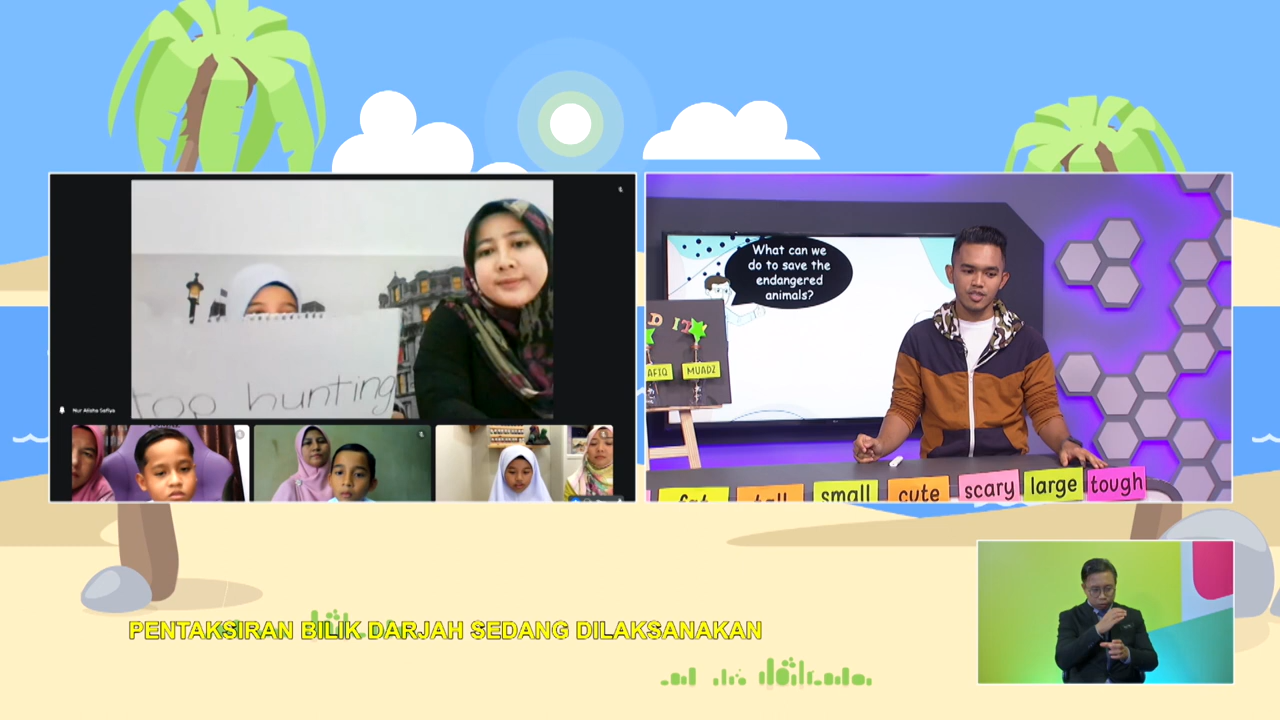 What can we
do to save the
endangered
animals?
top hunting
Nur Alisha Safiya
AFIQ
MUADZ
small
cute
scary
large
tough
PENTAKSIRAN BILIK DARJAH SEDANG DILAKSANAKAN